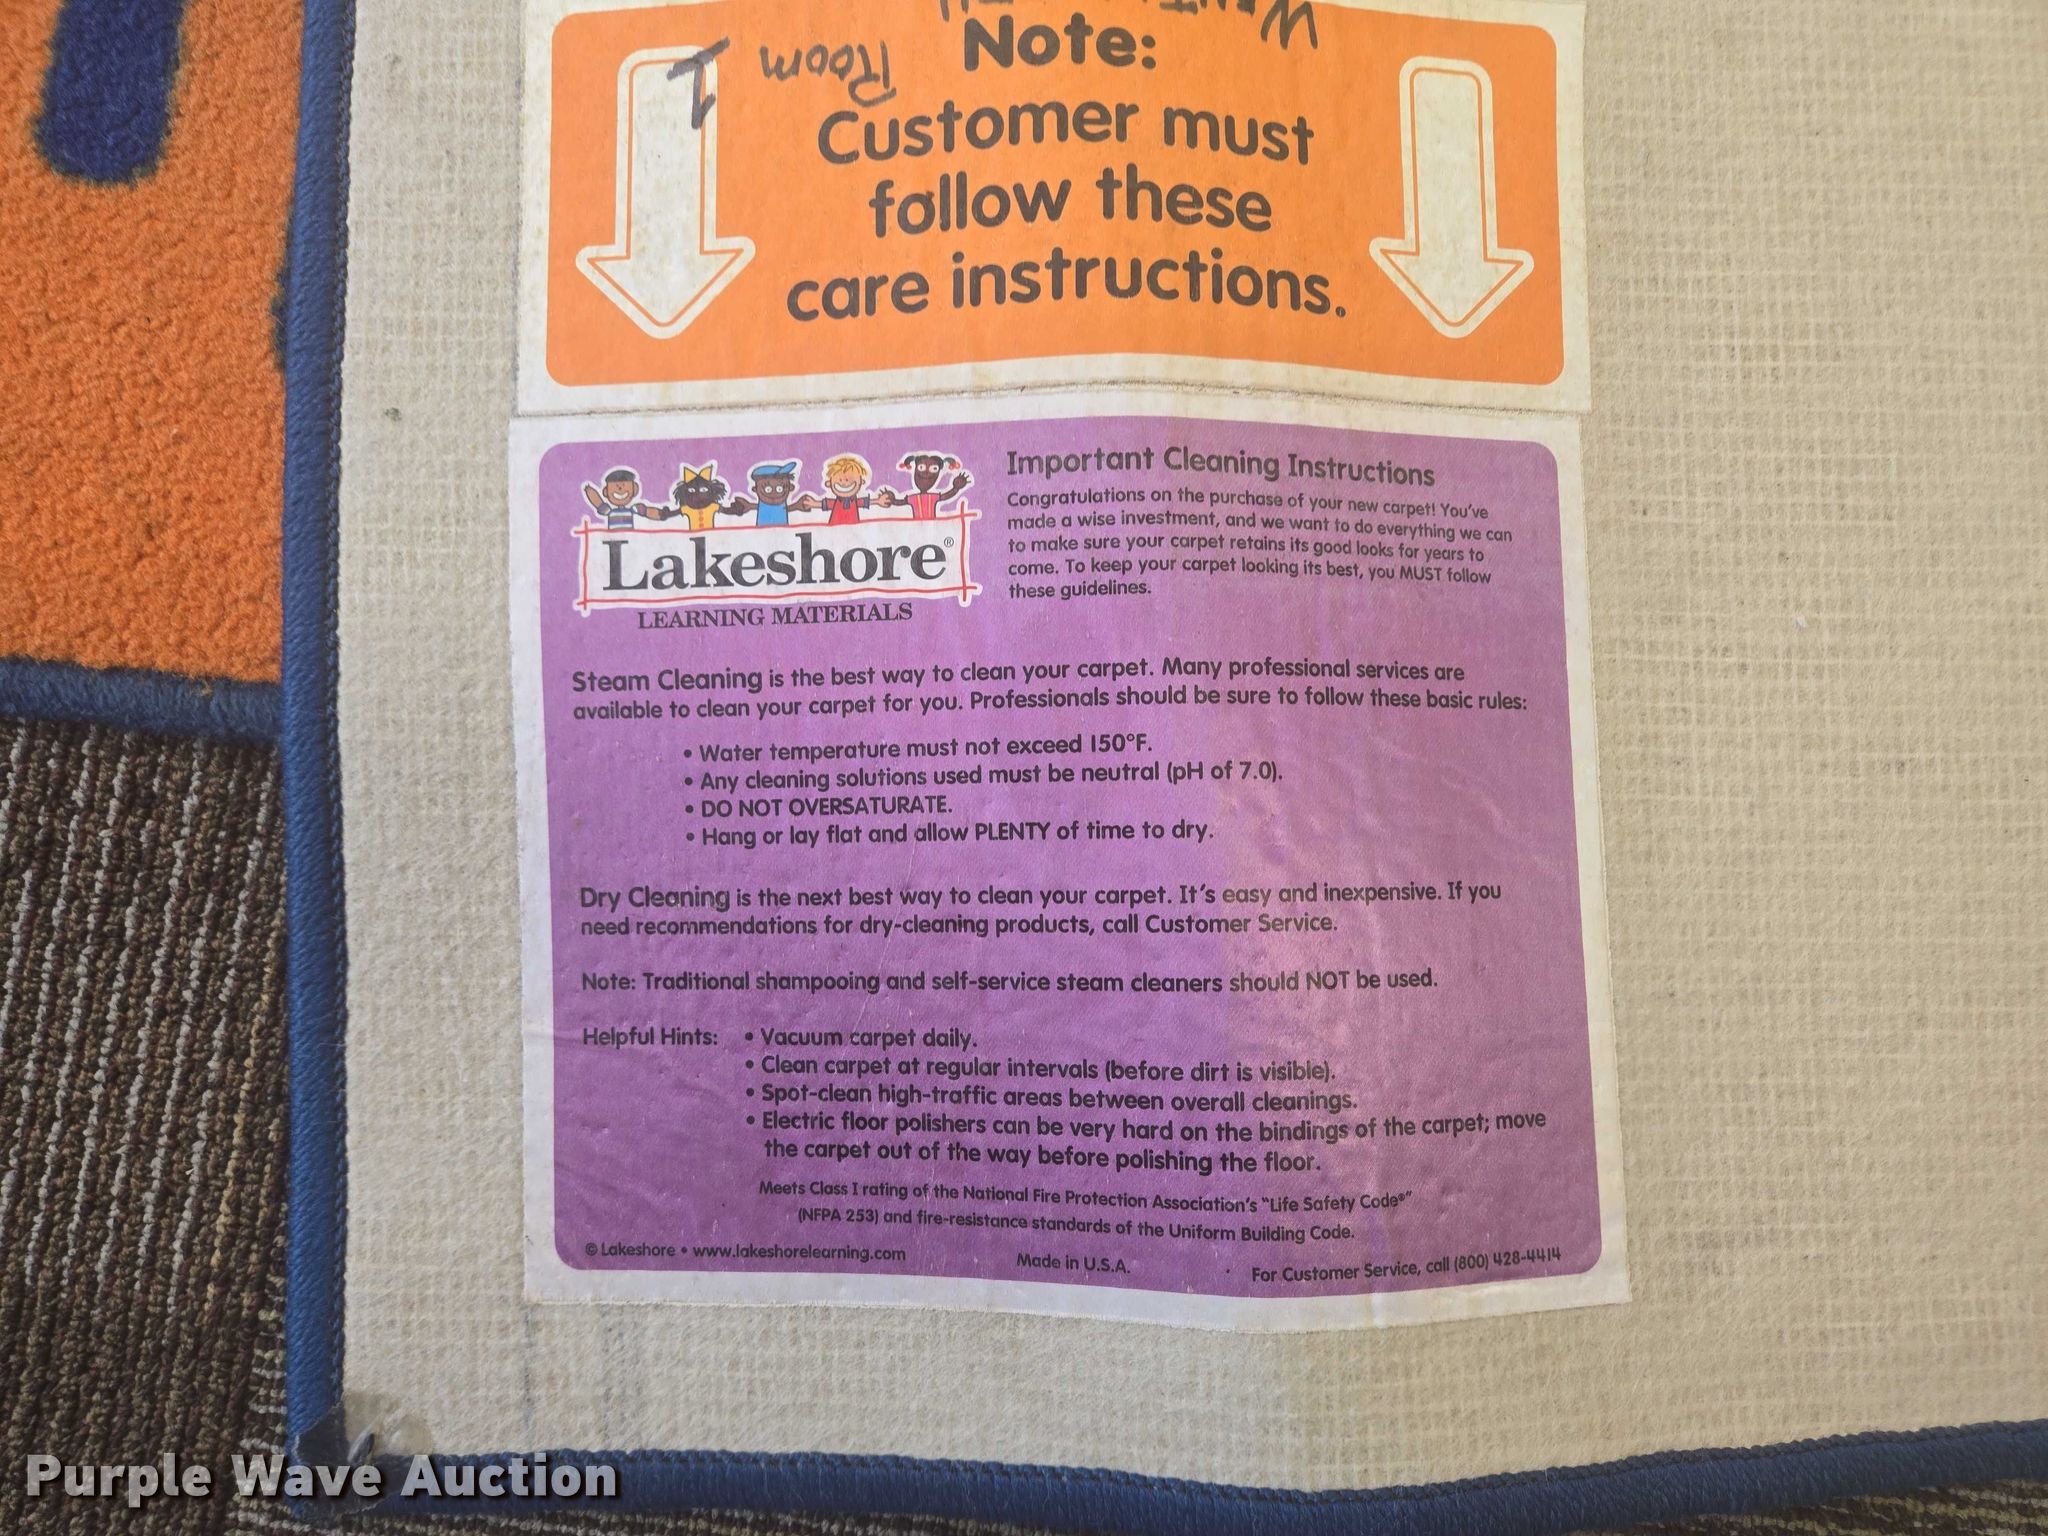 Room 1
Note:
Customer must
follow these
care instructions.
Lakeshore®
LEARNING MATERIALS
Important Cleaning Instructions
Congratulations on the purchase of your new carpet! You've
made a wise investment, and we want to do everything we can
to make sure your carpet retains its good looks for years to
come. To keep your carpet looking its best, you MUST follow
these guidelines.
Steam Cleaning is the best way to clean your carpet. Many professional services are
available to clean your carpet for you. Professionals should be sure to follow these basic rules:
• Water temperature must not exceed 150°F.
• Any cleaning solutions used must be neutral (pH of 7.0).
• DO NOT OVERSATURATE.
• Hang or lay flat and allow PLENTY of time to dry.
Dry Cleaning is the next best way to clean your carpet. It's easy and inexpensive. If you
need recommendations for dry-cleaning products, call Customer Service.
Note: Traditional shampooing and self-service steam cleaners should NOT be used.
Helpful Hints: • Vacuum carpet daily.
• Clean carpet at regular intervals (before dirt is visible).
• Spot-clean high-traffic areas between overall cleanings.
• Electric floor polishers can be very hard on the bindings of the carpet; move
the carpet out of the way before polishing the floor.
Meets Class I rating of the National Fire Protection Association's "Life Safety Code®"
(NFPA 253) and fire-resistance standards of the Uniform Building Code.
© Lakeshore • www.lakeshorelearning.com Made in U.S.A. For Customer Service, call (800) 428-4414
Purple Wave Auction